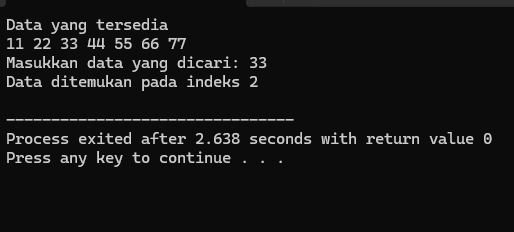 Data yang tersedia
11 22 33 44 55 66 77
Masukkan data yang dicari: 33
Data ditemukan pada indeks 2
--------------------------------
Process exited after 2.638 seconds with return value 0
Press any key to continue . . .